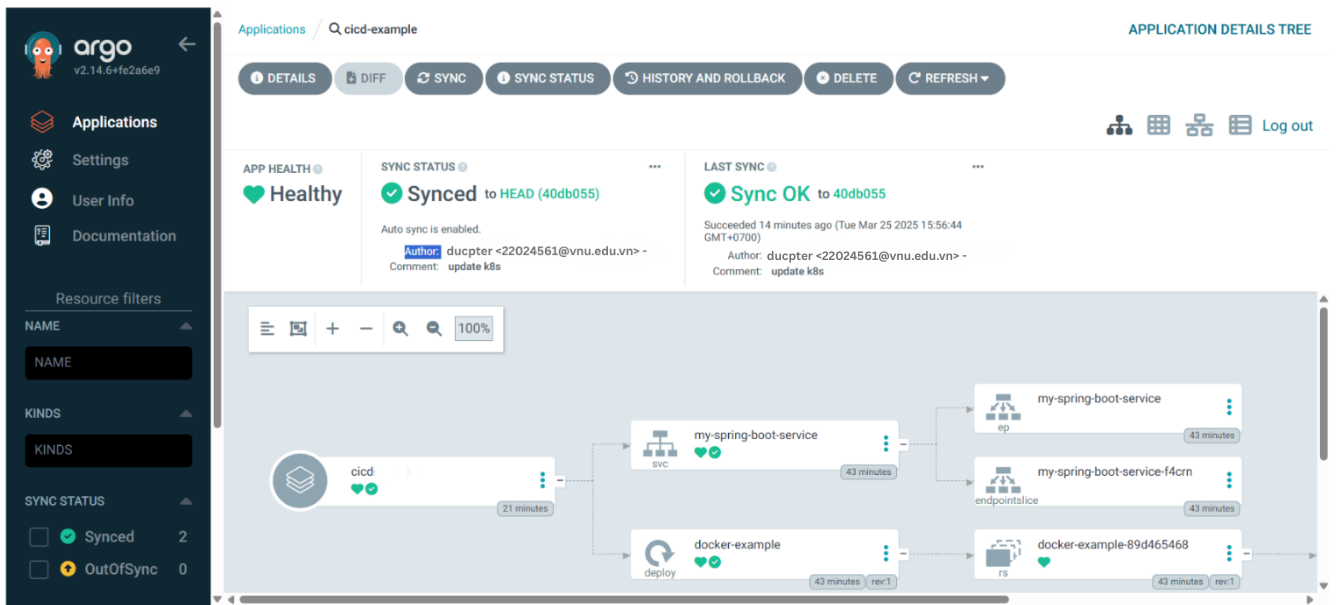 argo
v2.14.6+fe2a6e9
Applications
Settings
User Info
Documentation
Resource filters
NAME
NAME
KINDS
KINDS
SYNC STATUS
Synced 2
OutOfSync 0
Applications / cicd-example
APPLICATION DETAILS TREE
DETAILS DIFF SYNC SYNC STATUS HISTORY AND ROLLBACK DELETE REFRESH
Log out
APP HEALTH
Healthy
SYNC STATUS
Synced to HEAD (40db055)
Auto sync is enabled.
Author: ducpter <22024561@vnu.edu.vn> -
Comment: update k8s
LAST SYNC
Sync OK to 40db055
Succeeded 14 minutes ago (Tue Mar 25 2025 15:56:44
GMT+0700)
Author: ducpter <22024561@vnu.edu.vn> -
Comment: update k8s
100%
cicd
21 minutes
my-spring-boot-service
svc
43 minutes
docker-example
deploy
43 minutes rev:1
my-spring-boot-service
ep
43 minutes
my-spring-boot-service-f4crn
endpointslice
43 minutes
docker-example-89d465468
rs
43 minutes rev:1